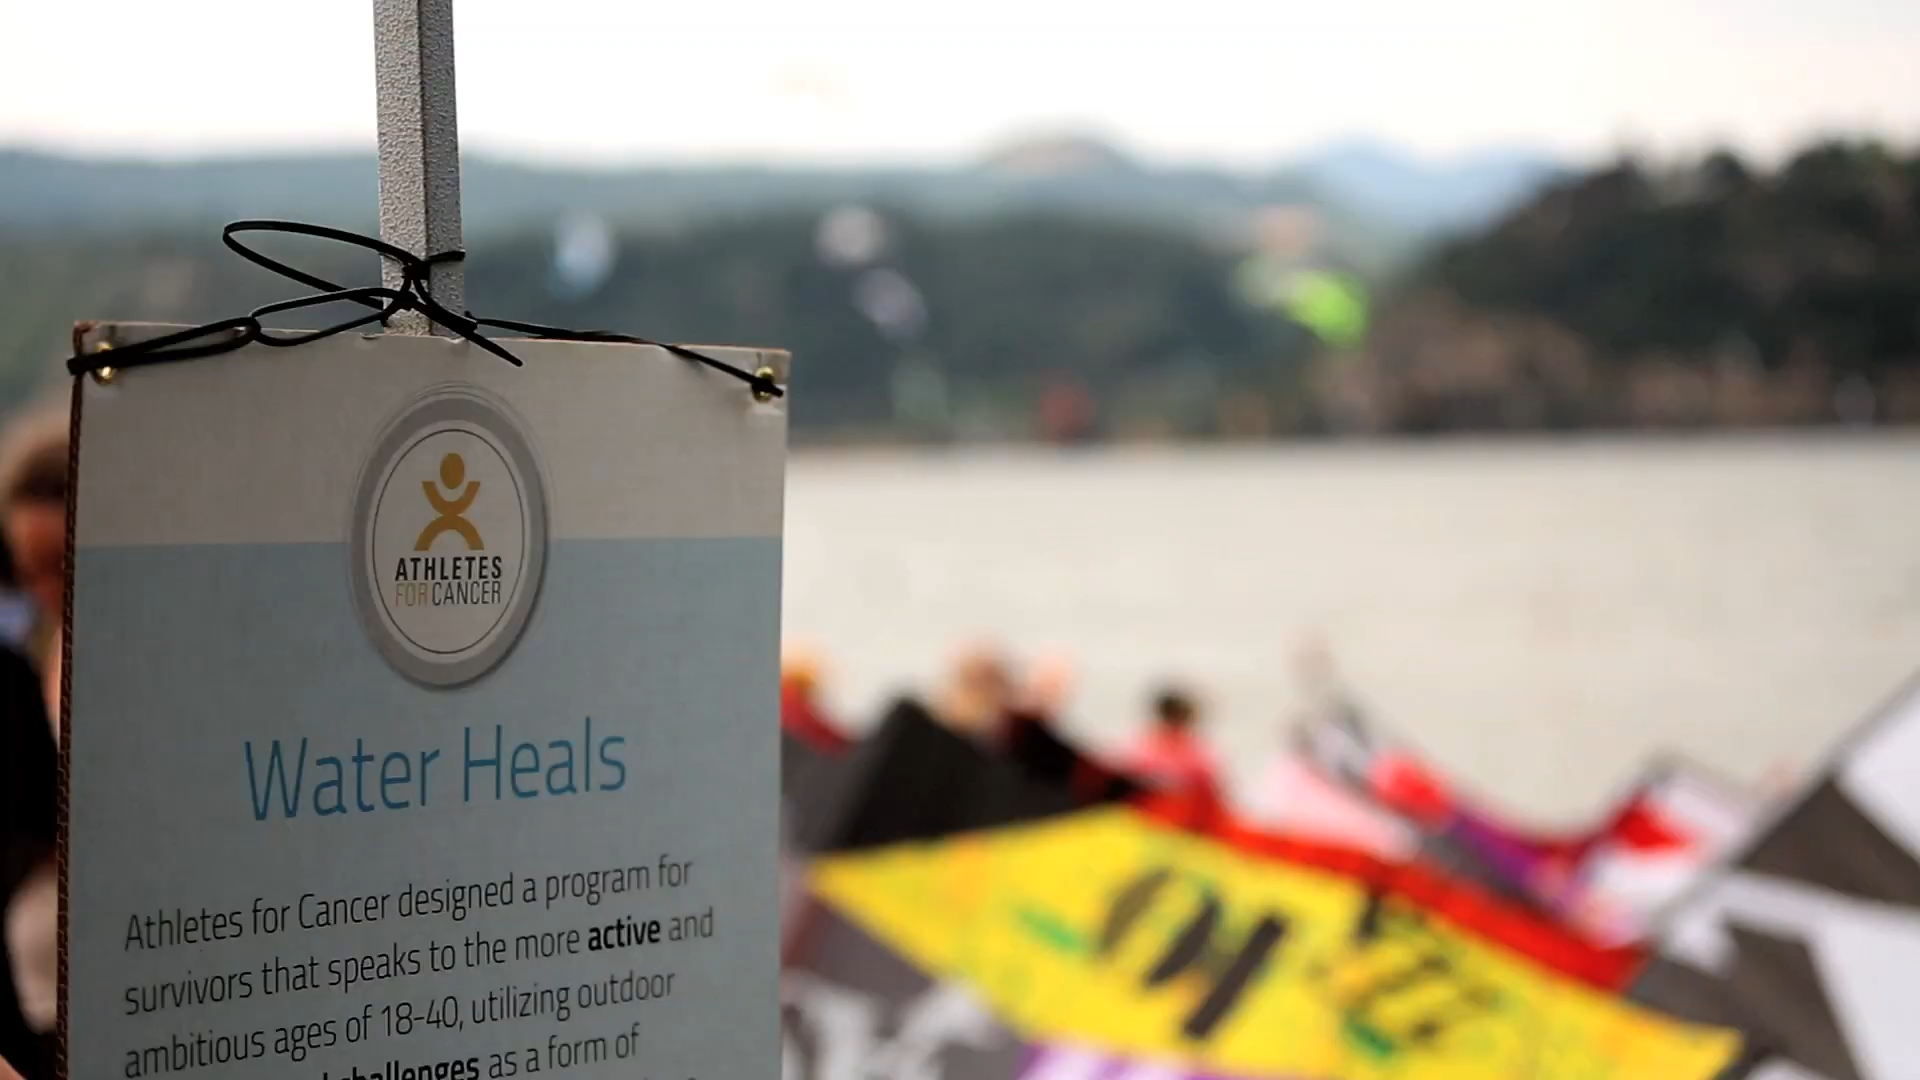 ATHLETES
FOR CANCER
Water Heals
Athletes for Cancer designed a program for
survivors that speaks to the more active and
ambitious ages of 18-40, utilizing outdoor
challenges as a form of